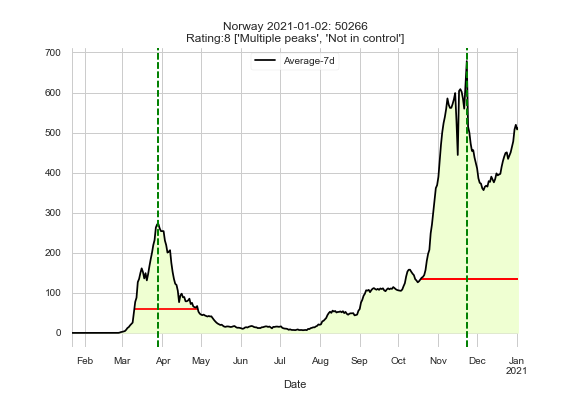 Norway 2021-01-02: 50266
Rating:8 ['Multiple peaks', 'Not in control']
Average-7d
700
600
500
400
300
200
100
0
Feb Mar Apr May Jun Jul Aug Sep Oct Nov Dec Jan
2021
Date